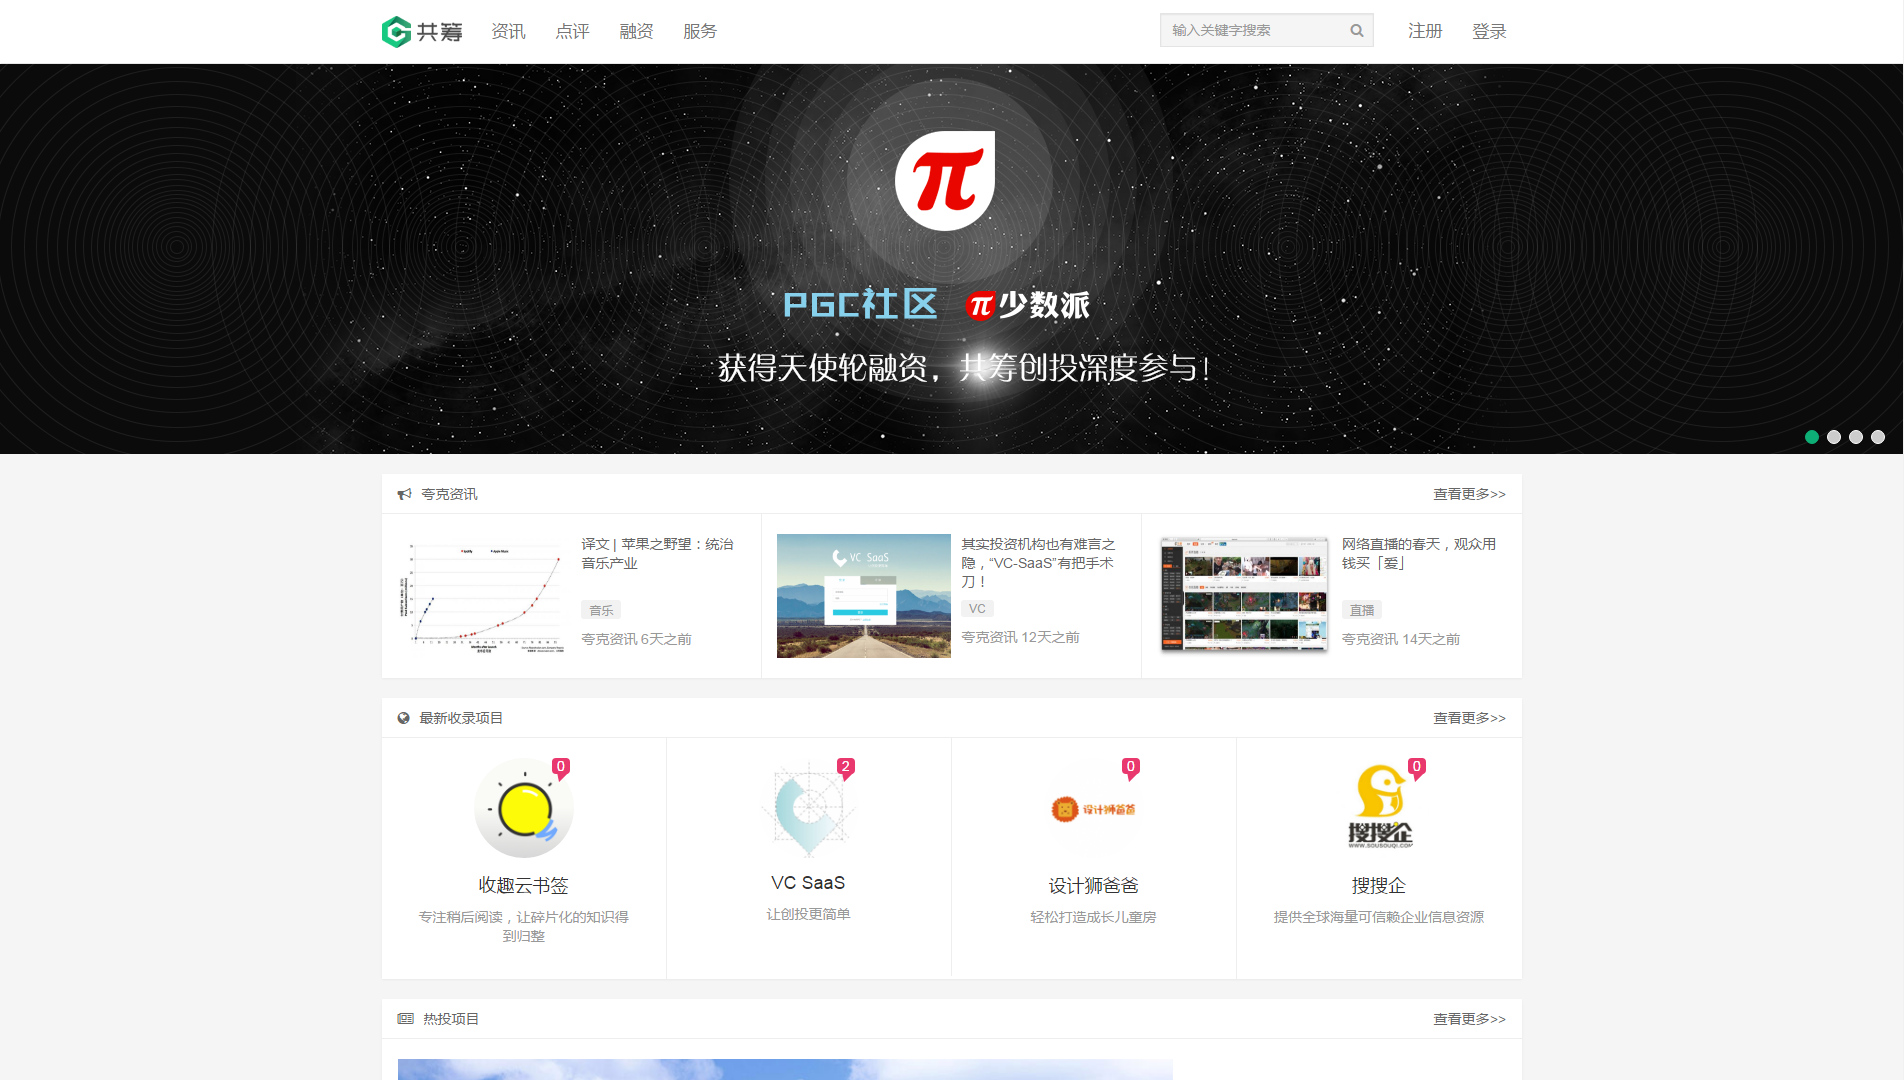 共筹
资讯
点评
融资
服务
输入关键字搜索
注册
登录
π
PGC社区 π少数派
获得天使轮融资，共筹创投深度参与！
夸克资讯
查看更多>>
译文 | 苹果之野望：统治
音乐产业
音乐
夸克资讯 6天之前
VC SaaS
其实投资机构也有难言之
隐，“VC-SaaS”有把手术
刀！
VC
夸克资讯 12天之前
网络直播的春天，观众用
钱买「爱」
直播
夸克资讯 14天之前
最新收录项目
查看更多>>
0
收趣云书签
专注稍后阅读，让碎片化的知识得
到归整
2
VC SaaS
让创投更简单
0
设计狮爸爸
设计狮爸爸
轻松打造成长儿童房
0
搜搜企
WWW.SOUSOUQI.COM
搜搜企
提供全球海量可信赖企业信息资源
热投项目
查看更多>>